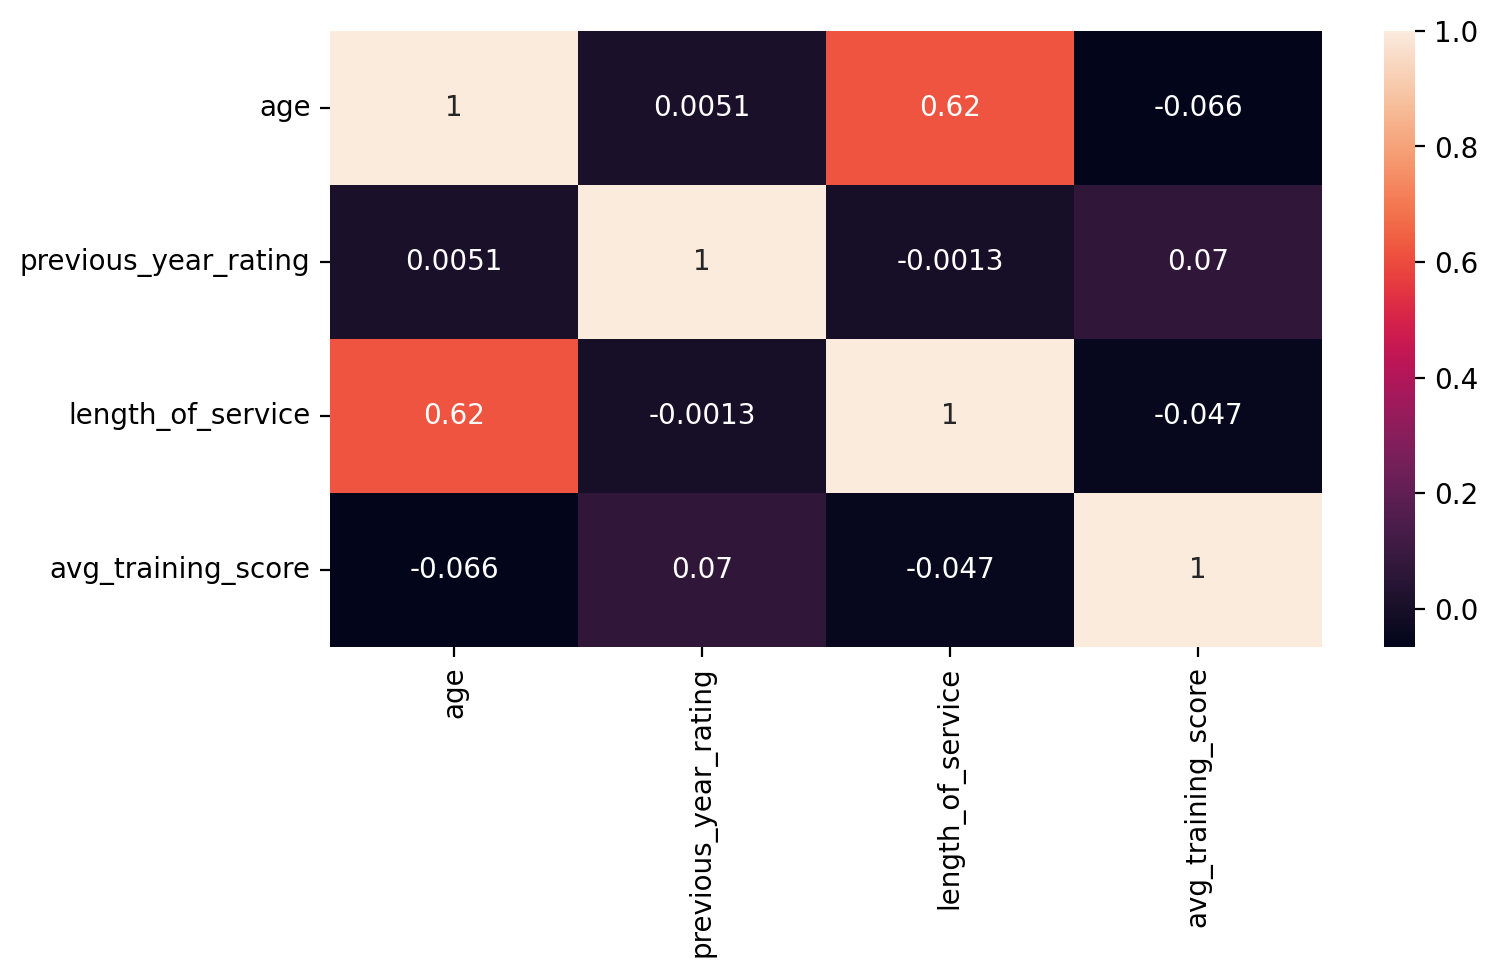 age 1 0.0051 0.62 -0.066
previous_year_rating 0.0051 1 -0.0013 0.07
length_of_service 0.62 -0.0013 1 -0.047
avg_training_score -0.066 0.07 -0.047 1
age
previous_year_rating
length_of_service
avg_training_score
1.0
0.8
0.6
0.4
0.2
0.0